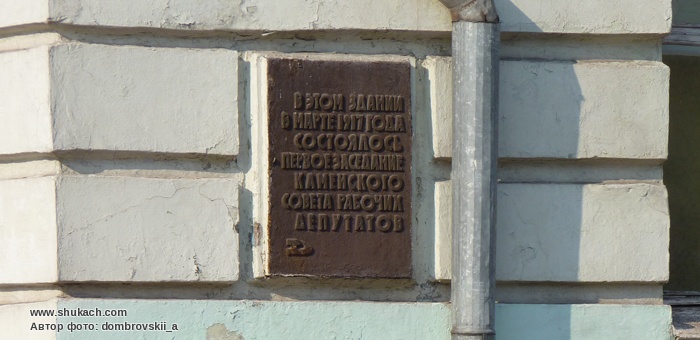 В ЭТОМ ЗДАНИИ
В МАРТЕ 1917 ГОДА
СОСТОЯЛОСЬ
ПЕРВОЕ ЗАСЕДАНИЕ
КАМЕНСКОГО
СОВЕТА РАБОЧИХ
ДЕПУТАТОВ
www.shukach.com
Автор фото: dombrovskii_a